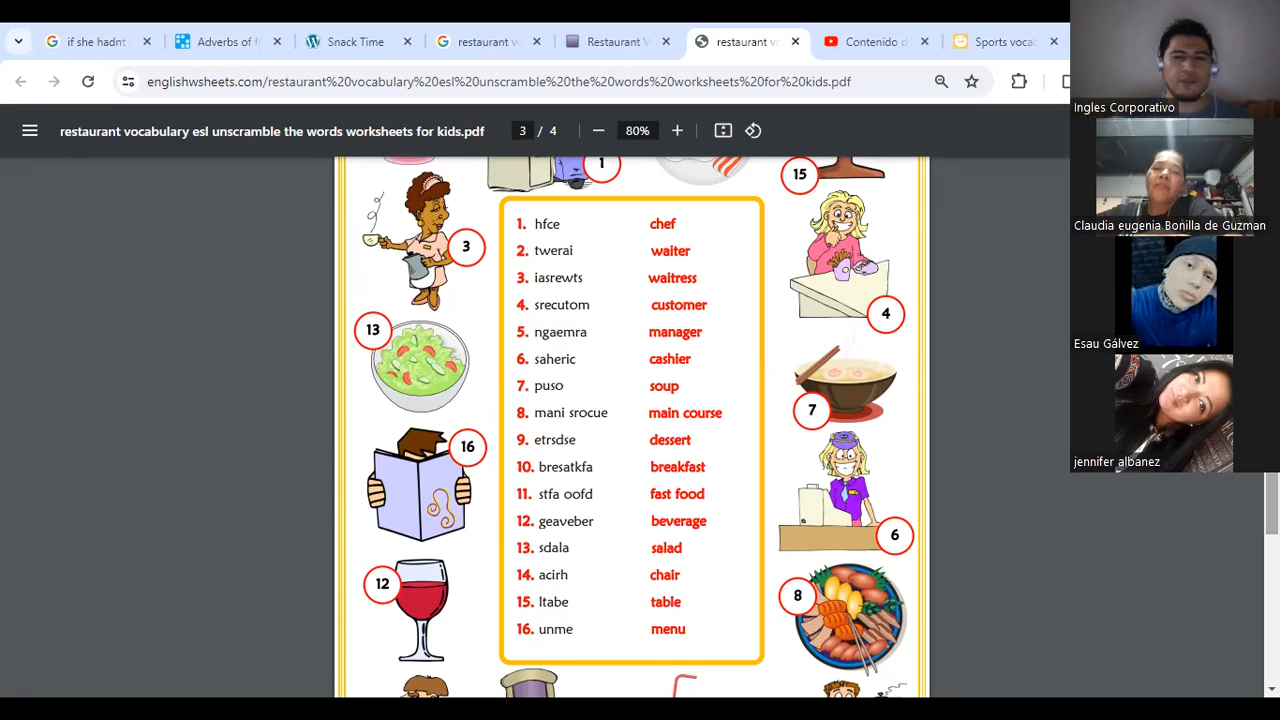 if she hadnt
Adverbs of f
Snack Time
restaurant vo
Restaurant V
restaurant vo
Contenido d
Sports vocab
englishwsheets.com/restaurant%20vocabulary%20esl%20unscramble%20the%20words%20worksheets%20for%20kids.pdf
restaurant vocabulary esl unscramble the words worksheets for kids.pdf
3 / 4
80%
Ingles Corporativo
Claudia eugenia Bonilla de Guzman
Esau Gálvez
jennifer albanez
1
15
3
4
13
7
16
6
12
8
1. hfce chef
2. twerai waiter
3. iasrewts waitress
4. srecutom customer
5. ngaemra manager
6. saheric cashier
7. puso soup
8. mani srocue main course
9. etrsdse dessert
10. bresatkfa breakfast
11. stfa oofd fast food
12. geaveber beverage
13. sdala salad
14. acirh chair
15. ltabe table
16. unme menu